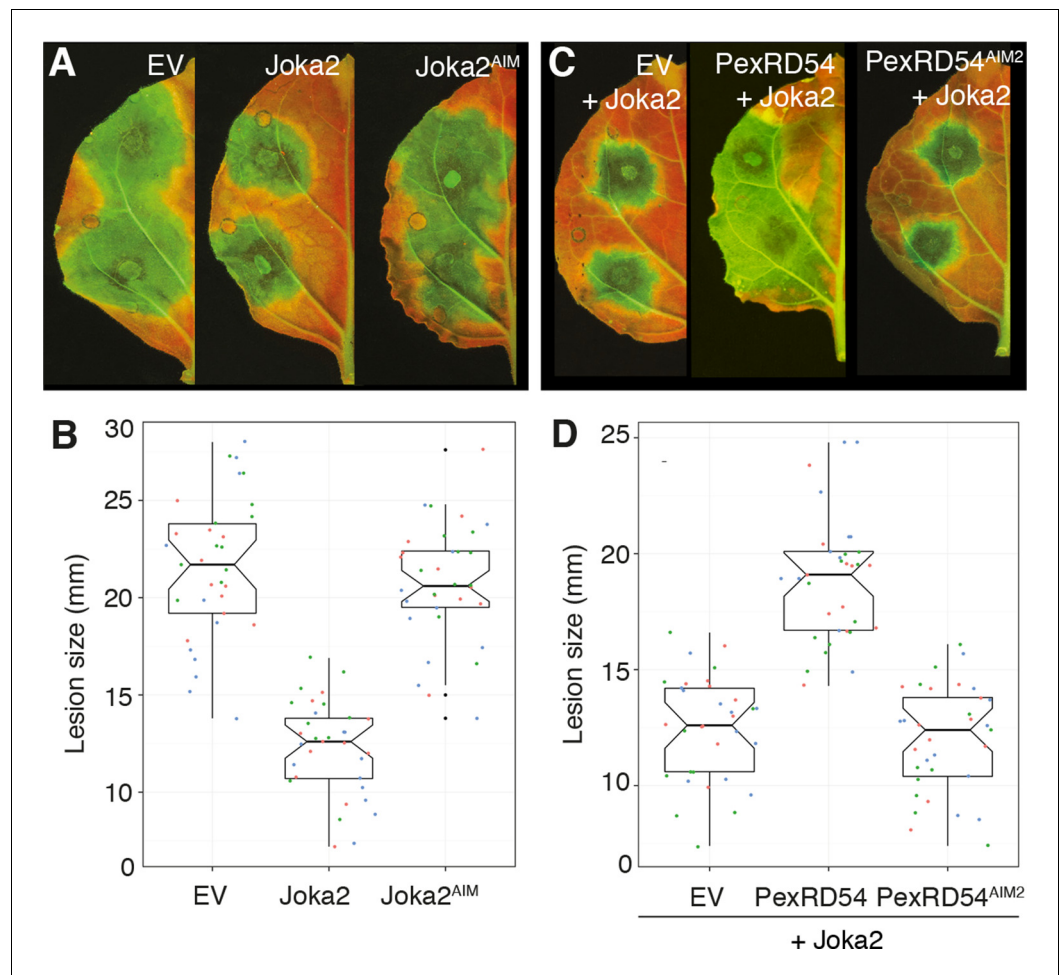 A
EV
Joka2
Joka2ᴬᴵᴹ
C
EV
+ Joka2
PexRD54
+ Joka2
PexRD54ᴬᴵᴹ²
+ Joka2
B
Lesion size (mm)
30
25
20
15
10
0
EV
Joka2
Joka2ᴬᴵᴹ
D
Lesion size (mm)
25
20
15
10
0
EV
PexRD54
PexRD54ᴬᴵᴹ²
+ Joka2